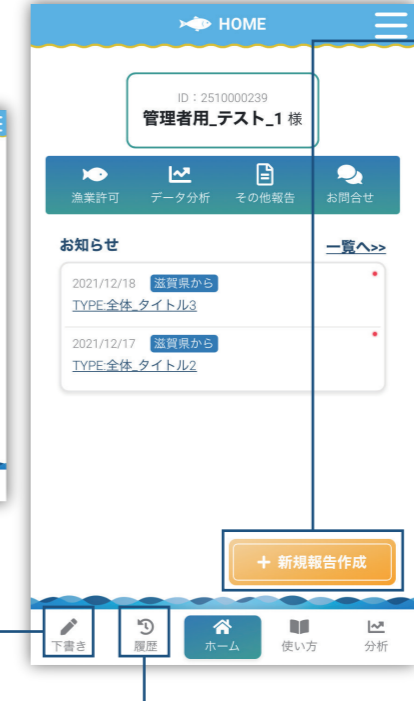 HOME
ID：2510000239
管理者用_テスト_1 様
漁業許可 データ分析 その他報告 お問合せ
お知らせ 一覧へ>>
2021/12/18 滋賀県から
TYPE:全体_タイトル3
2021/12/17 滋賀県から
TYPE:全体_タイトル2
+ 新規報告作成
下書き 履歴 ホーム 使い方 分析